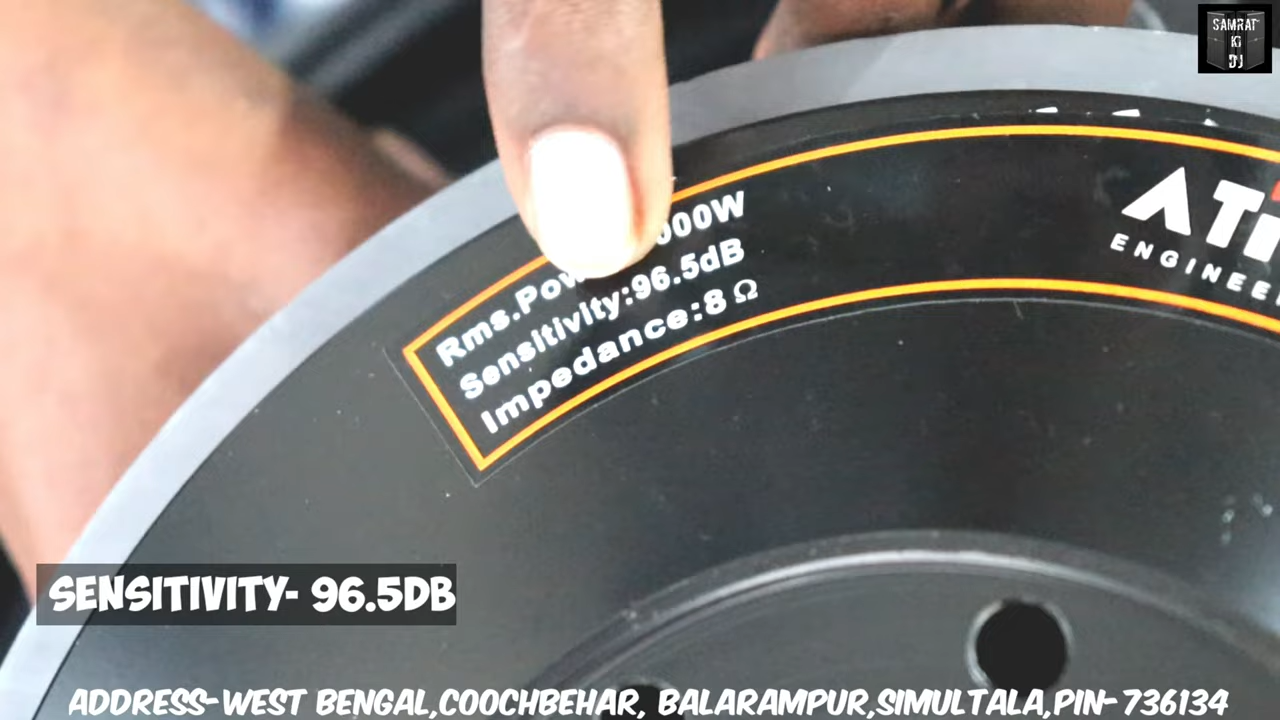 SAMRAT
KI
DJ
Rms.Pow 000W
Sensitivity:96.5dB
Impedance:8 Ω
ATi
ENGINEE
SENSITIVITY- 96.5DB
ADDRESS-WEST BENGAL,COOCHBEHAR, BALARAMPUR,SIMULTALA,PIN-736134